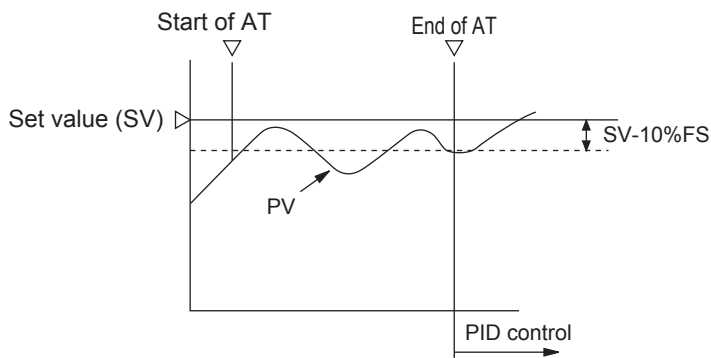 Start of AT
End of AT
Set value (SV)
SV-10%FS
PV
PID control